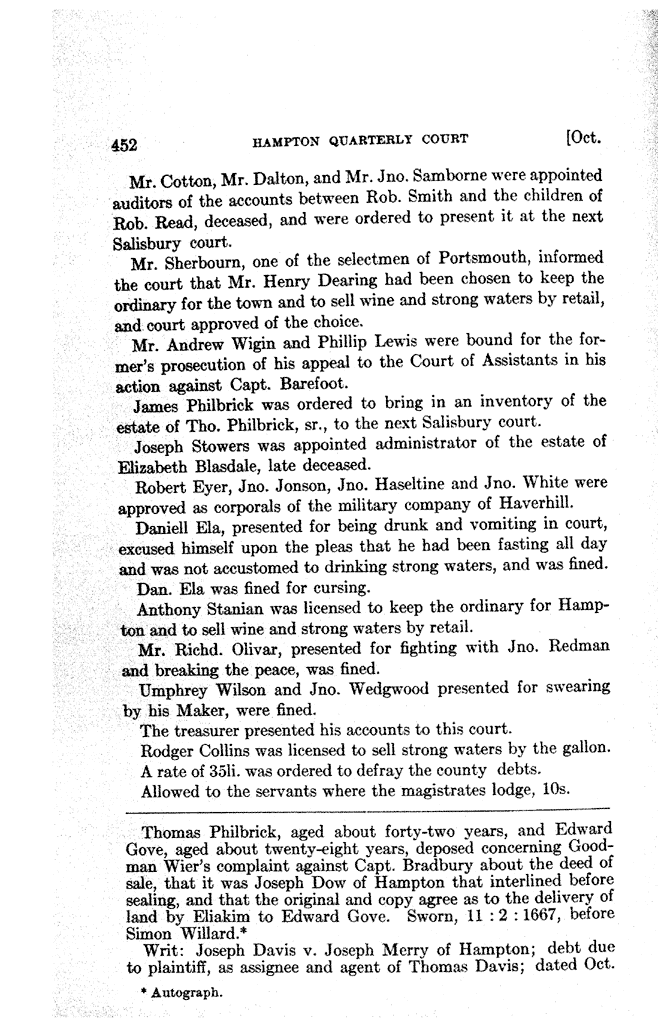 452 HAMPTON QUARTERLY COURT [Oct.
Mr. Cotton, Mr. Dalton, and Mr. Jno. Samborne were appointed
auditors of the accounts between Rob. Smith and the children of
Rob. Read, deceased, and were ordered to present it at the next
Salisbury court.
Mr. Sherbourn, one of the selectmen of Portsmouth, informed
the court that Mr. Henry Dearing had been chosen to keep the
ordinary for the town and to sell wine and strong waters by retail,
and court approved of the choice.
Mr. Andrew Wigin and Phillip Lewis were bound for the for-
mer's prosecution of his appeal to the Court of Assistants in his
action against Capt. Barefoot.
James Philbrick was ordered to bring in an inventory of the
estate of Tho. Philbrick, sr., to the next Salisbury court.
Joseph Stowers was appointed administrator of the estate of
Elizabeth Blasdale, late deceased.
Robert Eyer, Jno. Jonson, Jno. Haseltine and Jno. White were
approved as corporals of the military company of Haverhill.
Daniell Ela, presented for being drunk and vomiting in court,
excused himself upon the pleas that he had been fasting all day
and was not accustomed to drinking strong waters, and was fined.
Dan. Ela was fined for cursing.
Anthony Stanian was licensed to keep the ordinary for Hamp-
ton and to sell wine and strong waters by retail.
Mr. Richd. Olivar, presented for fighting with Jno. Redman
and breaking the peace, was fined.
Umphrey Wilson and Jno. Wedgwood presented for swearing
by his Maker, were fined.
The treasurer presented his accounts to this court.
Rodger Collins was licensed to sell strong waters by the gallon.
A rate of 35li. was ordered to defray the county debts.
Allowed to the servants where the magistrates lodge, 10s.
Thomas Philbrick, aged about forty-two years, and Edward
Gove, aged about twenty-eight years, deposed concerning Good-
man Wier's complaint against Capt. Bradbury about the deed of
sale, that it was Joseph Dow of Hampton that interlined before
sealing, and that the original and copy agree as to the delivery of
land by Eliakim to Edward Gove. Sworn, 11 : 2 : 1667, before
Simon Willard.*
Writ: Joseph Davis v. Joseph Merry of Hampton; debt due
to plaintiff, as assignee and agent of Thomas Davis; dated Oct.
* Autograph.